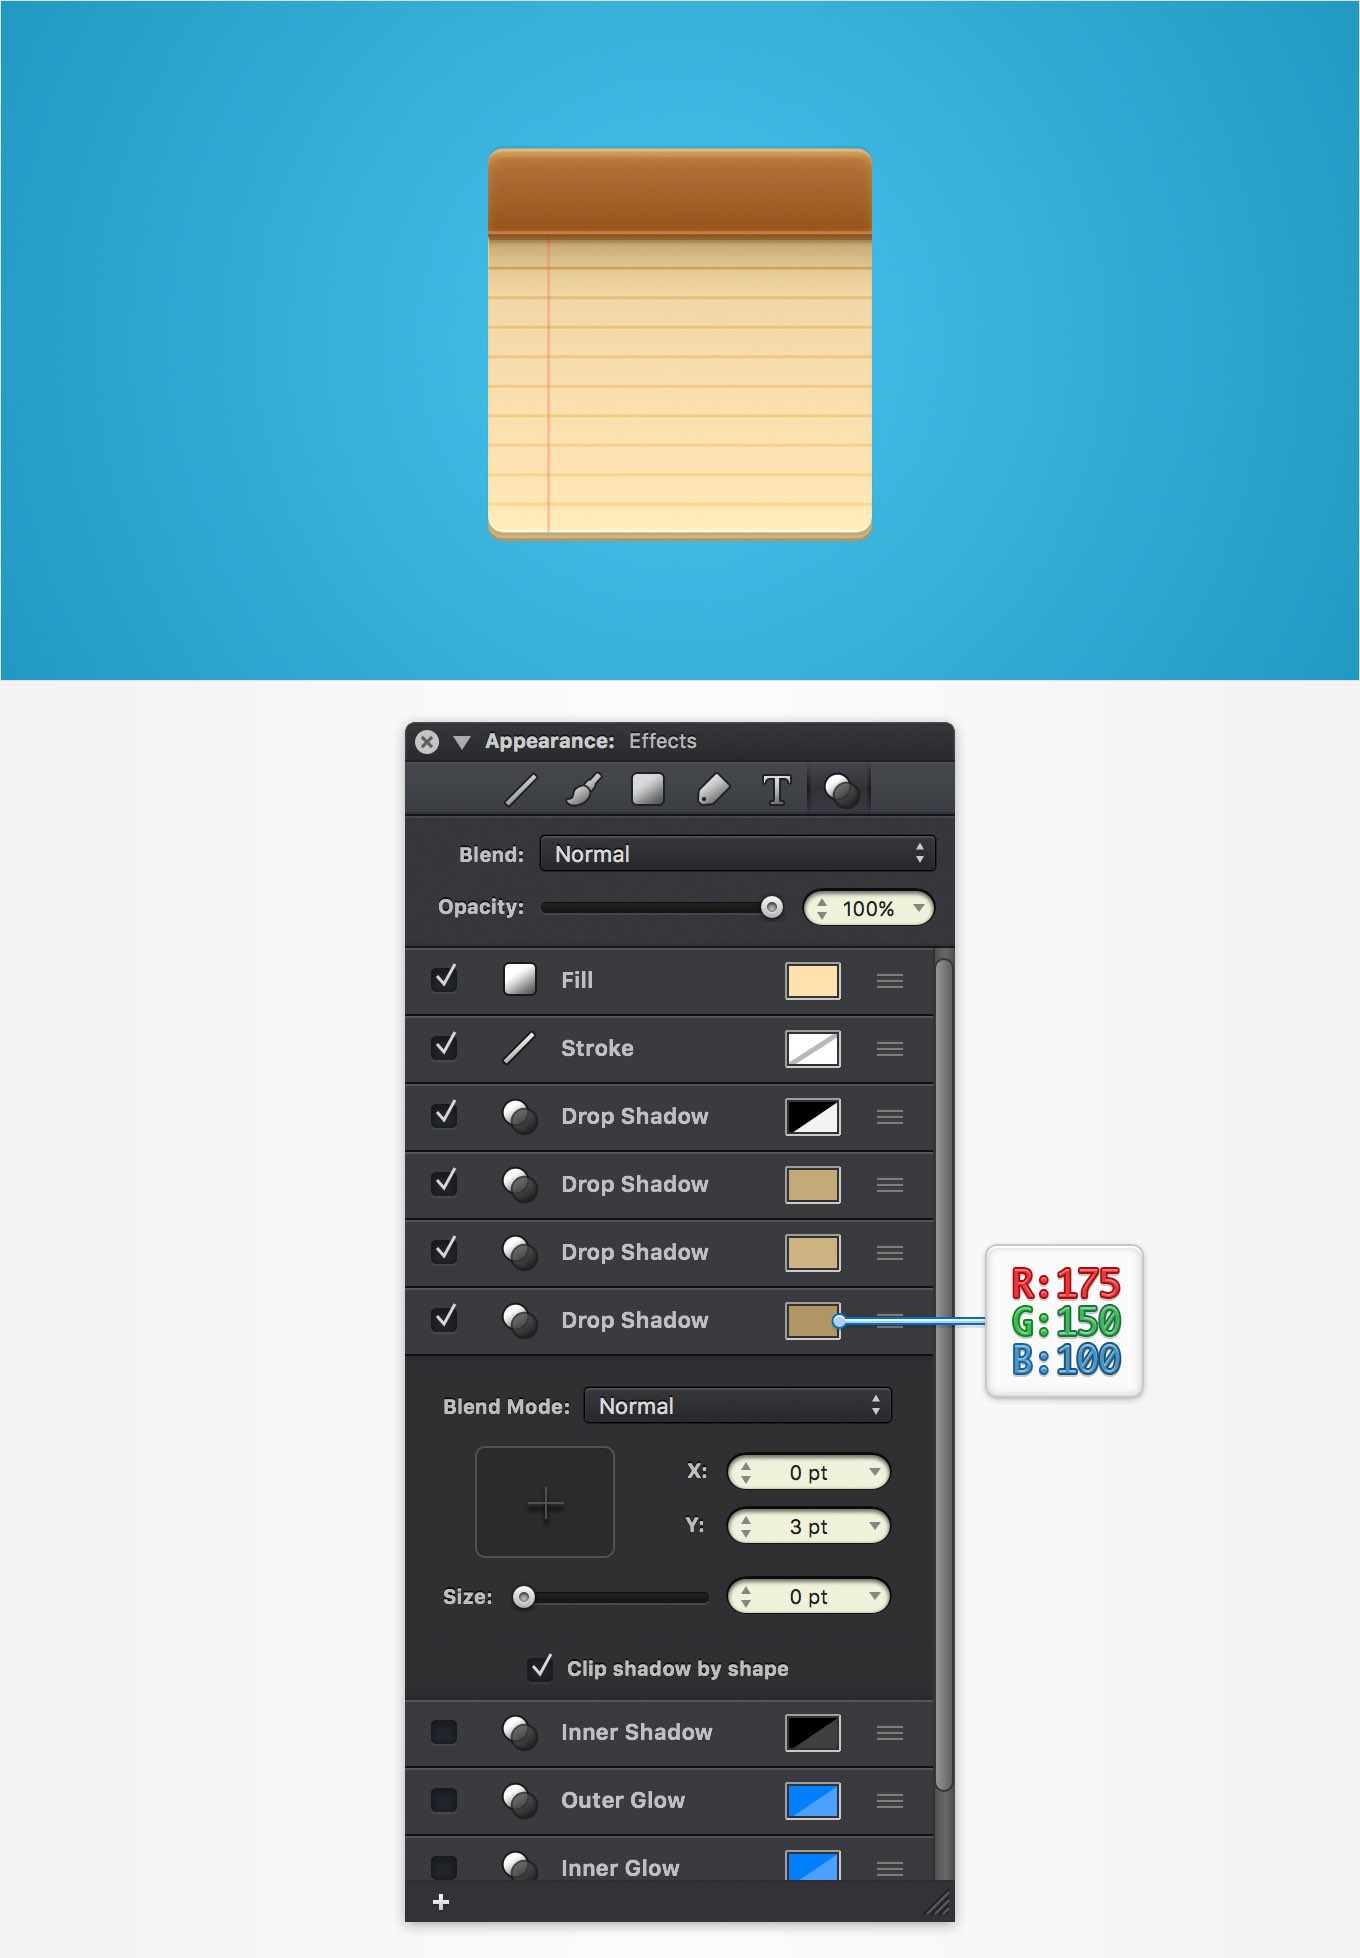 Appearance: Effects
T
Blend: Normal
Opacity: 100%
Fill
Stroke
Drop Shadow
Drop Shadow
Drop Shadow
Drop Shadow
R:175
G:150
B:100
Blend Mode: Normal
X: 0 pt
Y: 3 pt
Size: 0 pt
Clip shadow by shape
Inner Shadow
Outer Glow
Inner Glow
+